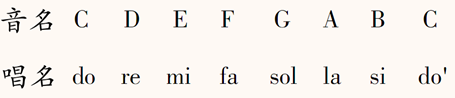 音名 C D E F G A B C
唱名 do re mi fa sol la si do'